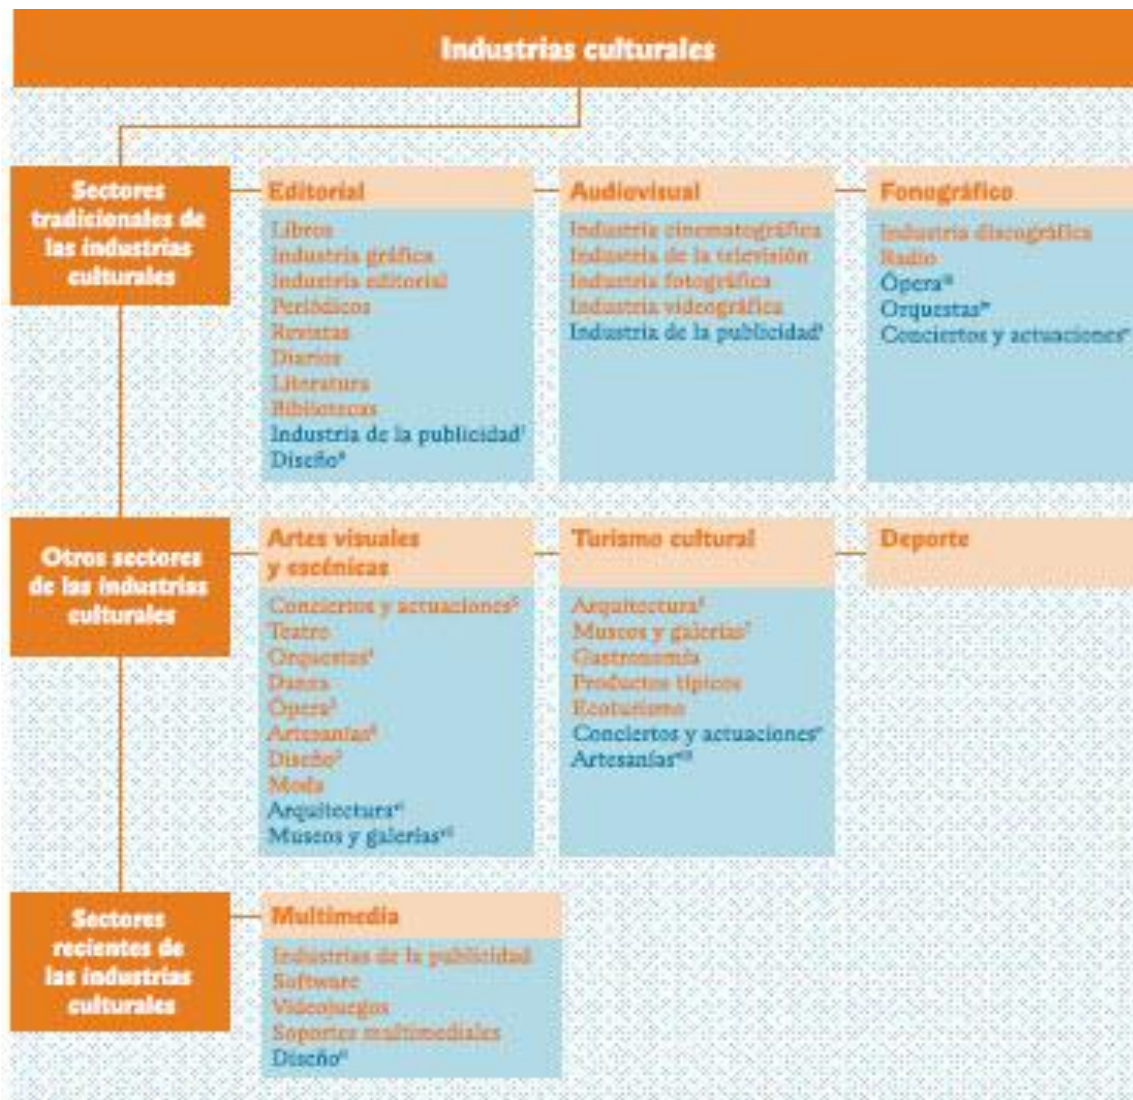 Industrias culturales
Sectores
tradicionales de
las industrias
culturales
Editorial
Libros
Industria gráfica
Industria editorial
Periódicos
Revistas
Diarios
Literatura
Bibliotecas
Industria de la publicidad
Diseño
Audiovisual
Industria cinematográfica
Industria de la televisión
Industria fotográfica
Industria videográfica
Industria de la publicidad
Fonográfico
Industria discográfica
Radio
Ópera
Orquestas
Conciertos y actuaciones
Otros sectores
de las industrias
culturales
Artes visuales
y escénicas
Conciertos y actuaciones
Teatro
Orquestas
Danza
Ópera
Artesanías
Diseño
Moda
Arquitectura
Museos y galerías
Turismo cultural
Arquitectura
Museos y galerías
Gastronomía
Productos típicos
Ecoturismo
Conciertos y actuaciones
Artesanías
Deporte
Sectores
recientes de
las industrias
culturales
Multimedia
Industrias de la publicidad
Software
Videojuegos
Soportes multimediales
Diseño